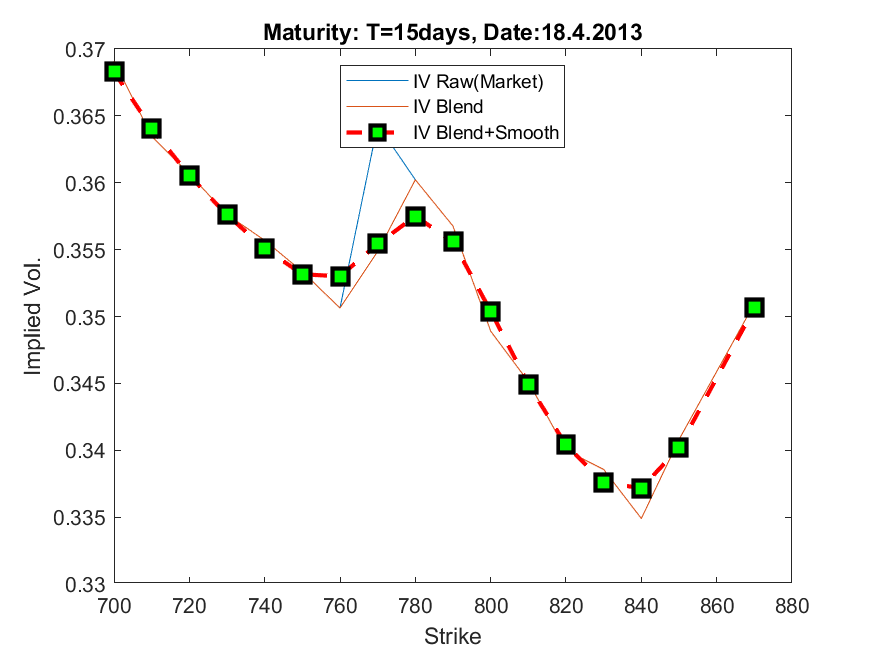 Maturity: T=15days, Date:18.4.2013
0.37
0.365
0.36
0.355
0.35
0.345
0.34
0.335
0.33
Implied Vol.
IV Raw(Market)
IV Blend
IV Blend+Smooth
700 720 740 760 780 800 820 840 860 880
Strike